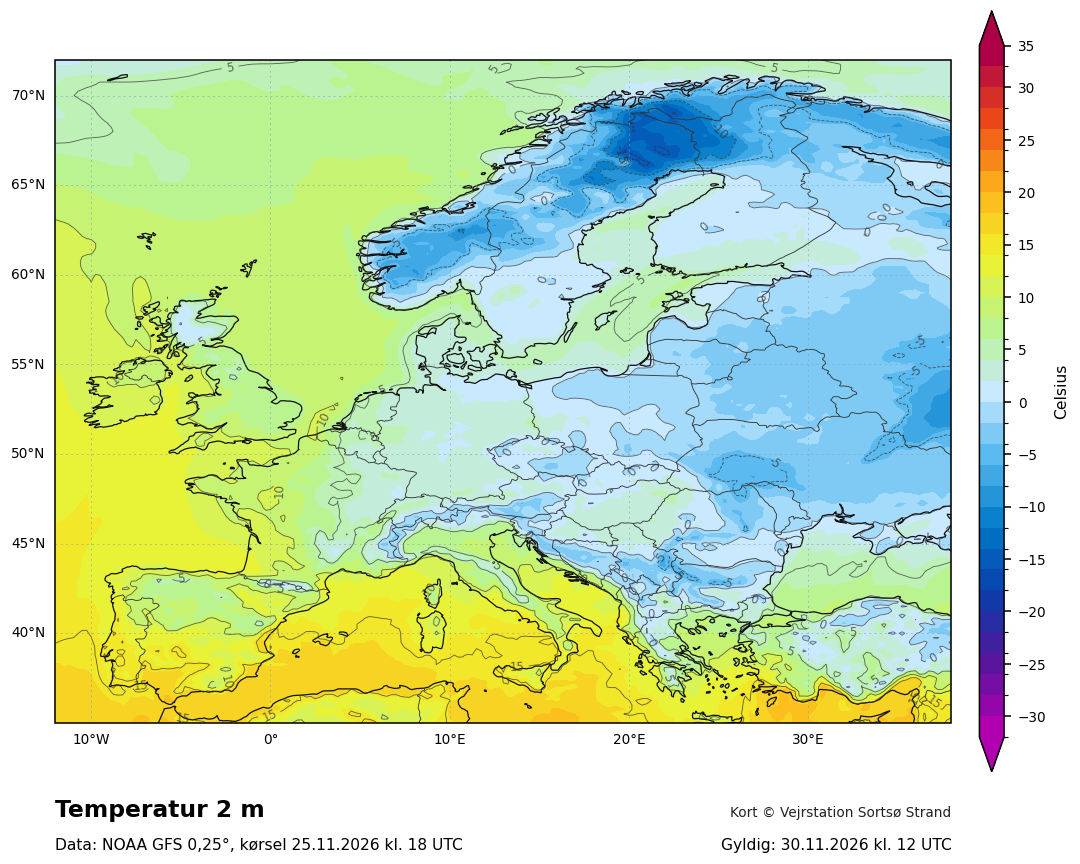 70°N
65°N
60°N
55°N
50°N
45°N
40°N
10°W
0°
10°E
20°E
30°E
35
30
25
20
15
10
5
0
−5
−10
−15
−20
−25
−30
Celsius
Temperatur 2 m
Kort © Vejrstation Sortsø Strand
Data: NOAA GFS 0,25°, kørsel 25.11.2026 kl. 18 UTC
Gyldig: 30.11.2026 kl. 12 UTC